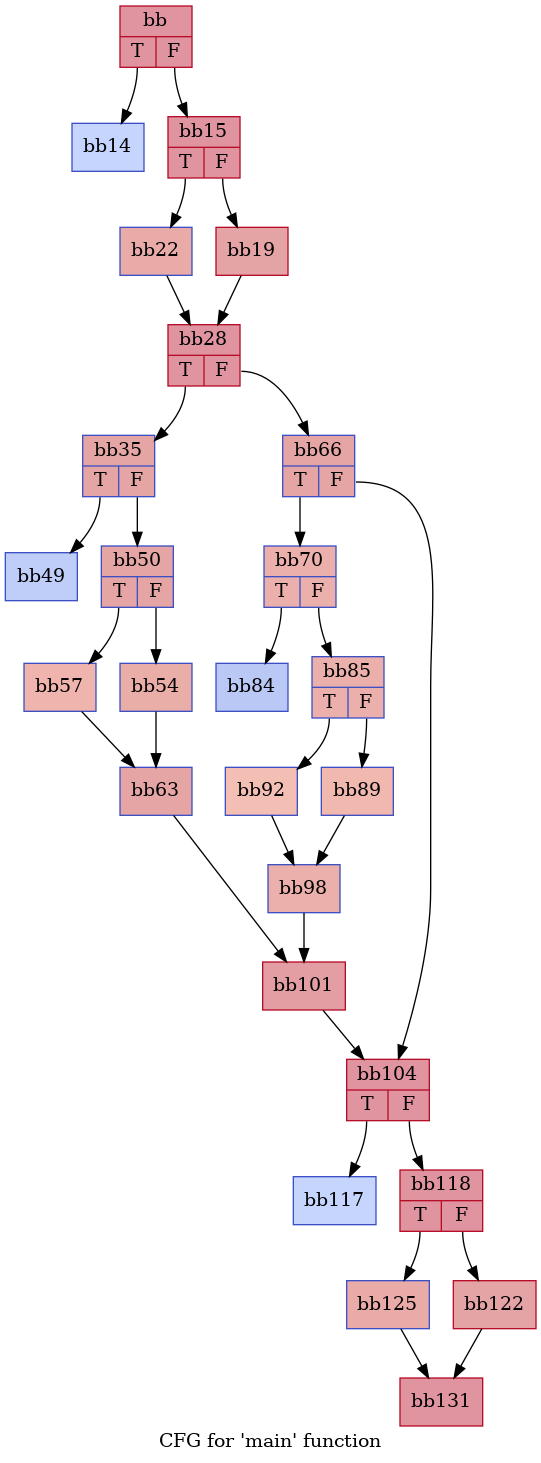 bb
T F
bb14
bb15
T F
bb22
bb19
bb28
T F
bb35
T F
bb66
T F
bb49
bb50
T F
bb70
T F
bb57
bb54
bb84
bb85
T F
bb63
bb92
bb89
bb98
bb101
bb104
T F
bb117
bb118
T F
bb125
bb122
bb131
CFG for 'main' function